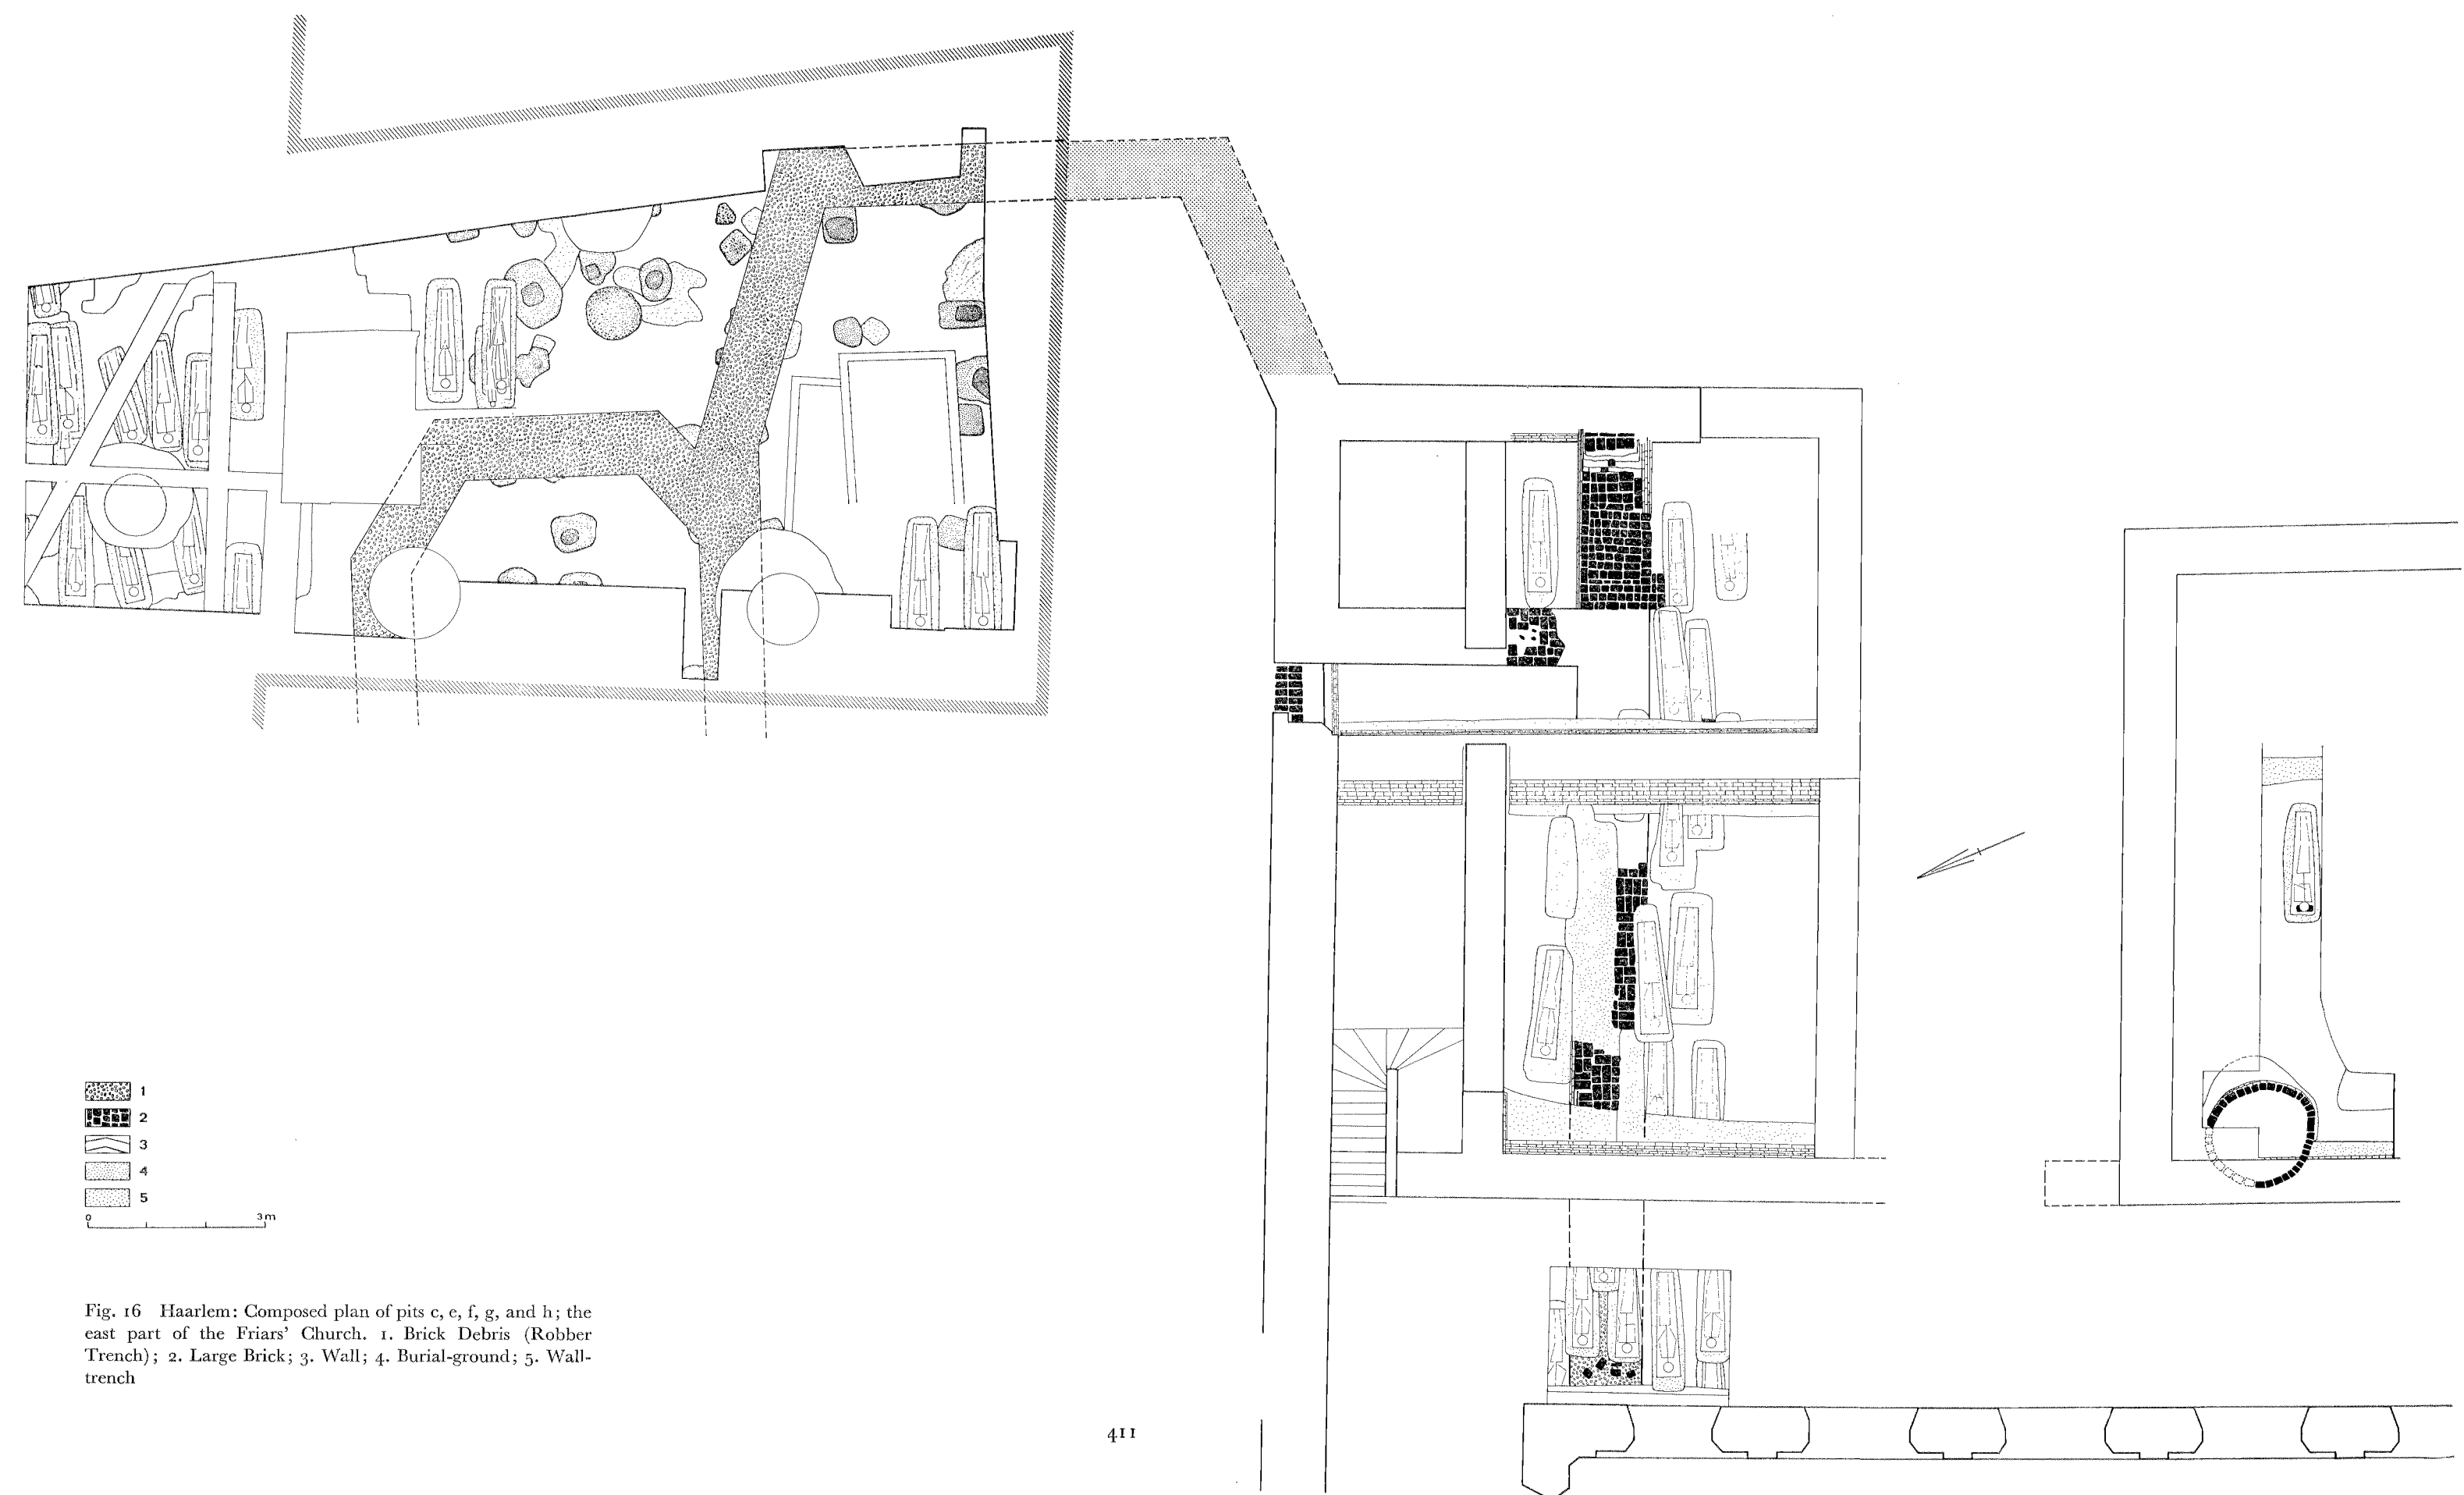 1
2
3
4
5
0 3m
Fig. 16 Haarlem: Composed plan of pits c, e, f, g, and h; the
east part of the Friars' Church. 1. Brick Debris (Robber
Trench); 2. Large Brick; 3. Wall; 4. Burial-ground; 5. Wall-
trench
411